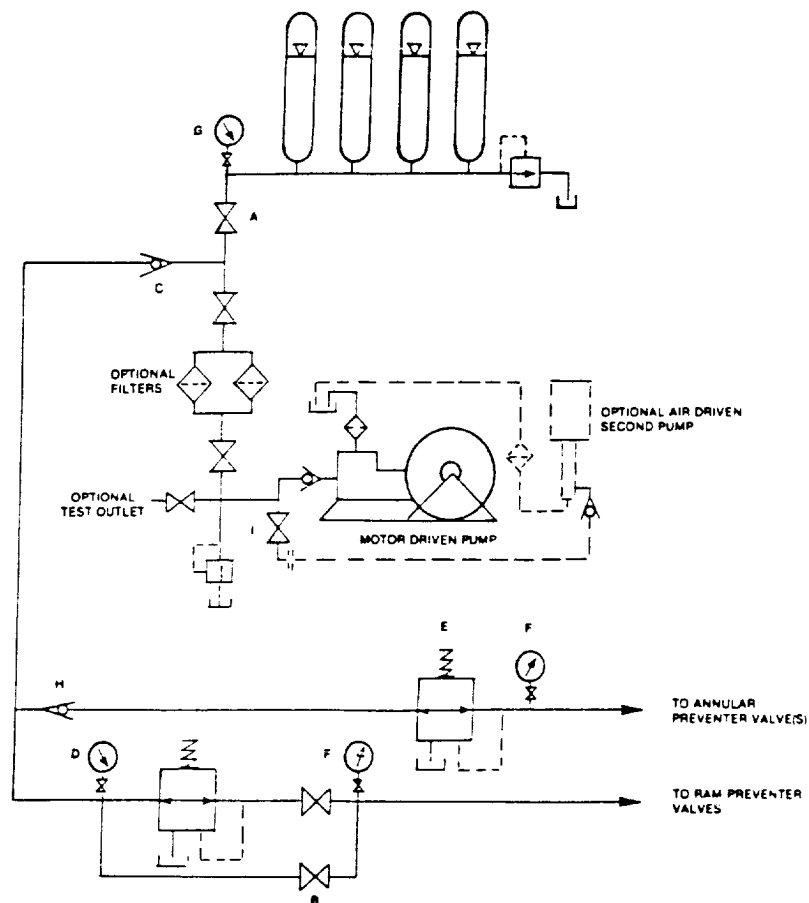 G
A
C
OPTIONAL
FILTERS
OPTIONAL AIR DRIVEN
SECOND PUMP
OPTIONAL
TEST OUTLET
I
MOTOR DRIVEN PUMP
E
F
H
TO ANNULAR
PREVENTER VALVE(S)
D
F
TO RAM PREVENTER
VALVES
B